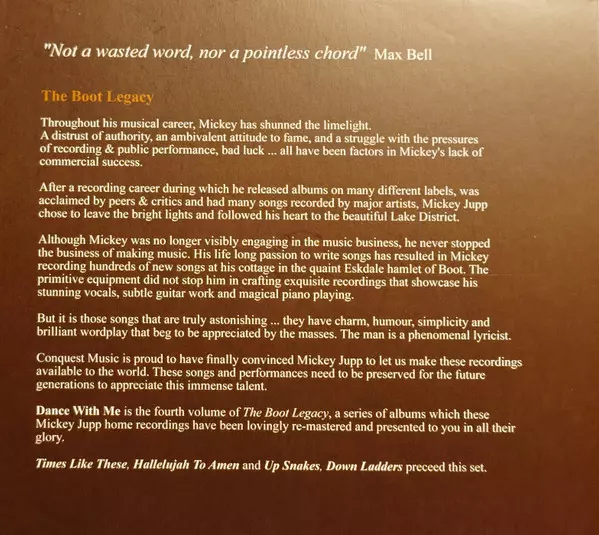 "Not a wasted word, nor a pointless chord" Max Bell
The Boot Legacy
Throughout his musical career, Mickey has shunned the limelight.
A distrust of authority, an ambivalent attitude to fame, and a struggle with the pressures
of recording & public performance, bad luck ... all have been factors in Mickey's lack of
commercial success.
After a recording career during which he released albums on many different labels, was
acclaimed by peers & critics and had many songs recorded by major artists, Mickey Jupp
chose to leave the bright lights and followed his heart to the beautiful Lake District.
Although Mickey was no longer visibly engaging in the music business, he never stopped
the business of making music. His life long passion to write songs has resulted in Mickey
recording hundreds of new songs at his cottage in the quaint Eskdale hamlet of Boot. The
primitive equipment did not stop him in crafting exquisite recordings that showcase his
stunning vocals, subtle guitar work and magical piano playing.
But it is those songs that are truly astonishing ... they have charm, humour, simplicity and
brilliant wordplay that beg to be appreciated by the masses. The man is a phenomenal lyricist.
Conquest Music is proud to have finally convinced Mickey Jupp to let us make these recordings
available to the world. These songs and performances need to be preserved for the future
generations to appreciate this immense talent.
Dance With Me is the fourth volume of The Boot Legacy, a series of albums which these
Mickey Jupp home recordings have been lovingly re-mastered and presented to you in all their
glory.
Times Like These, Hallelujah To Amen and Up Snakes, Down Ladders preceed this set.